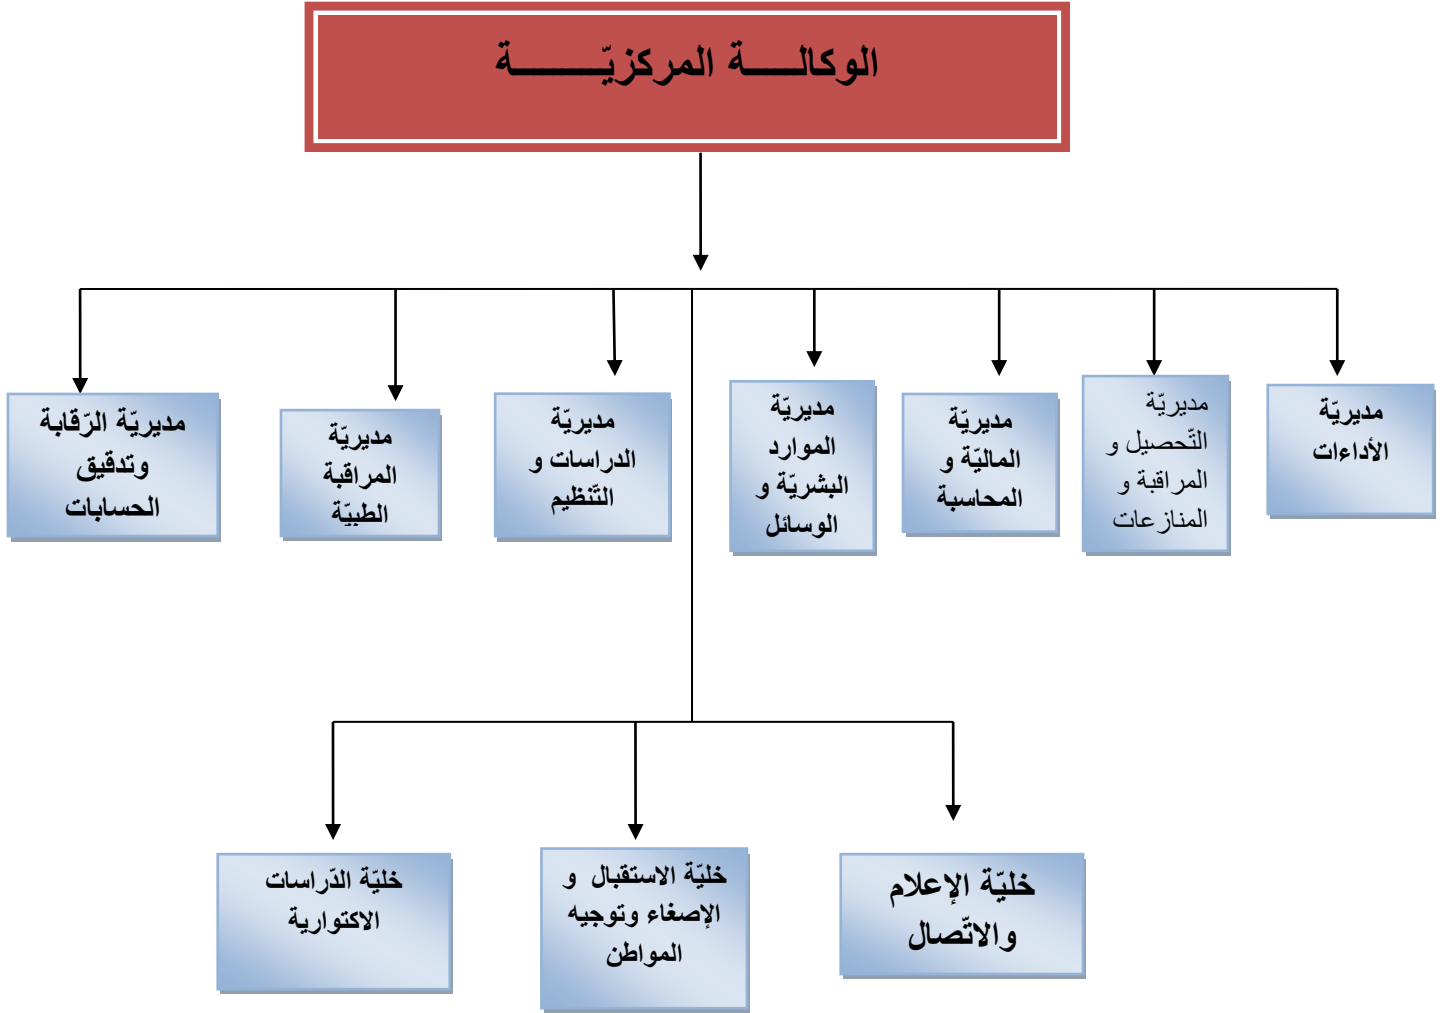 الوكالـــــة المركزيّـــــــــة
مديريّة
الأداءات
مديريّة
التّحصيل و
المراقبة و
المنازعات
مديريّة
الماليّة و
المحاسبة
مديريّة
الموارد
البشريّة و
الوسائل
مديريّة
الدراسات و
التّنظيم
مديريّة
المراقبة
الطبيّة
مديريّة الرّقابة
وتدقيق
الحسابات
خليّة الإعلام
والاتّصال
خليّة الاستقبال و
الإصغاء وتوجيه
المواطن
خليّة الدّراسات
الاكتوارية